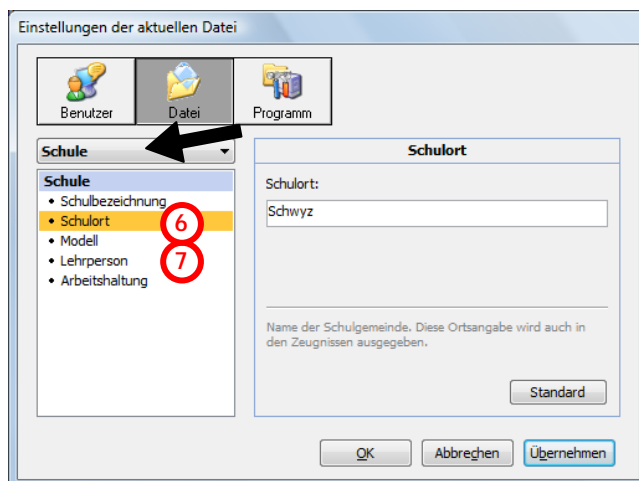 Einstellungen der aktuellen Datei
Benutzer
Datei
Programm
Schule
Schule
• Schulbezeichnung
• Schulort
6
• Modell
• Lehrperson
7
• Arbeitshaltung
Schulort
Schulort:
Schwyz
Name der Schulgemeinde. Diese Ortsangabe wird auch in
den Zeugnissen ausgegeben.
Standard
OK
Abbrechen
Übernehmen